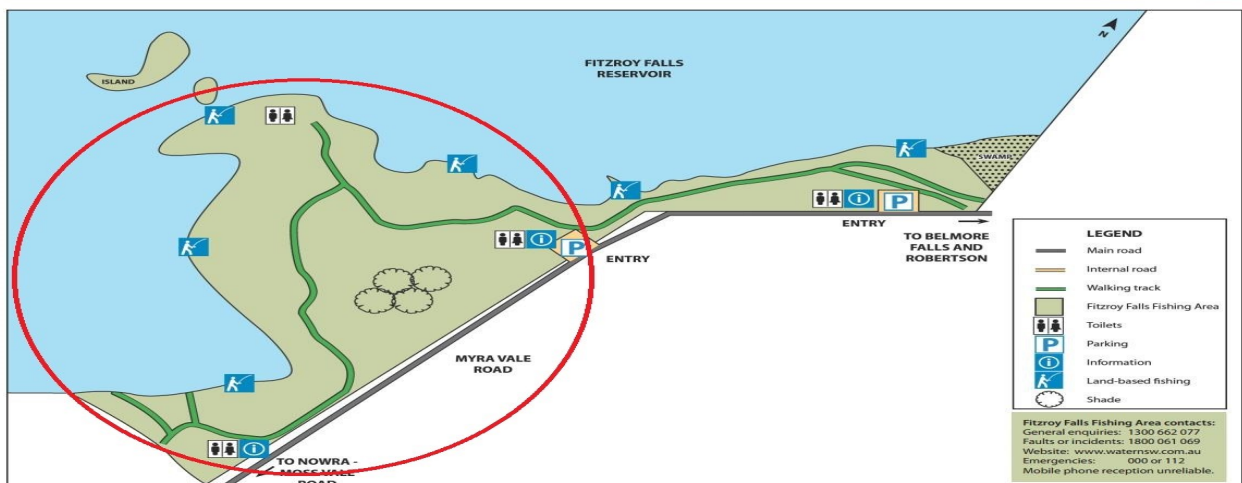 N
ISLAND
FITZROY FALLS
RESERVOIR
SWAMP
P
ENTRY
TO BELMORE
FALLS AND
ROBERTSON
P
ENTRY
MYRA VALE
ROAD
TO NOWRA -
MOSS VALE
ROAD
LEGEND
Main road
Internal road
Walking track
Fitzroy Falls Fishing Area
Toilets
P
Parking
Information
Land-based fishing
Shade
Fitzroy Falls Fishing Area contacts:
General enquiries: 1300 662 077
Faults or incidents: 1800 061 069
Website: www.waternsw.com.au
Emergencies: 000 or 112
Mobile phone reception unreliable.